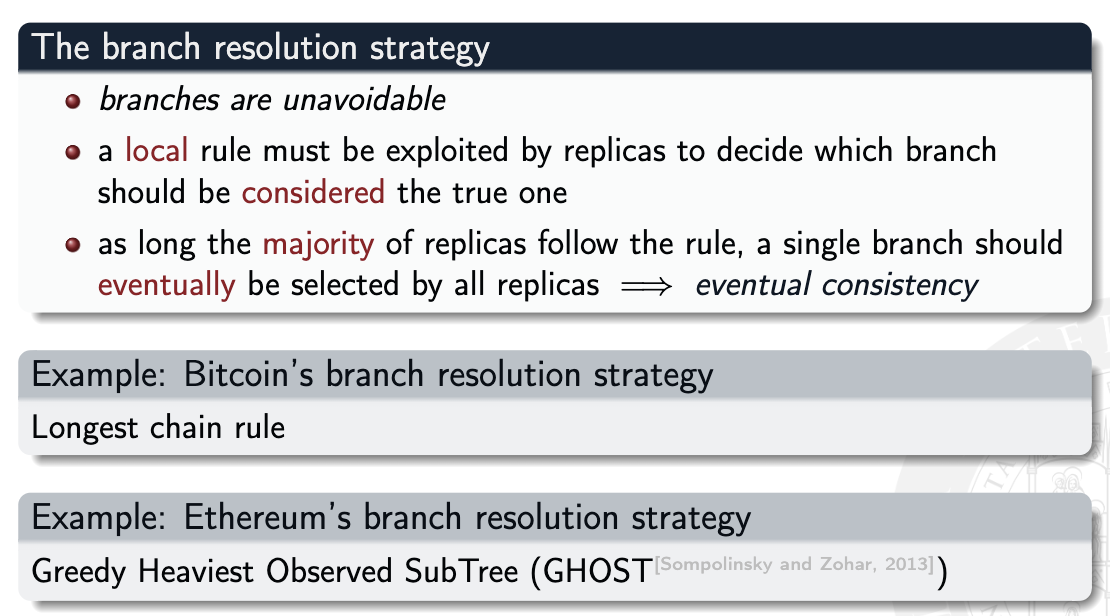 The branch resolution strategy
branches are unavoidable
a local rule must be exploited by replicas to decide which branch
should be considered the true one
as long the majority of replicas follow the rule, a single branch should
eventually be selected by all replicas ⟹ eventual consistency
Example: Bitcoin's branch resolution strategy
Longest chain rule
Example: Ethereum's branch resolution strategy
Greedy Heaviest Observed SubTree (GHOST[Sompolinsky and Zohar, 2013])